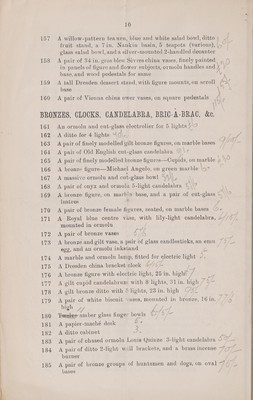 10
157 A willow-pattern tea urn, blue and white salad bowl, ditto
fruit stand, a 7 in. Nankin basin, 5 teapots (various),
glass salad bowl, and a silver-mounted 2-handled decanter
158 A pair of 24 in. gros bleu Sèvres china vases, finely painted
in panels of figure and flower subjects, ormolu handles and
base, and wood pedestals for same
159 A tall Dresden dessert stand, with figure mounts, on scroll
base
160 A pair of Vienna china ewer vases, on square pedestals
BRONZES, CLOCKS, CANDELABRA, BRIC-À-BRAC, &c.
161 An ormolu and cut-glass electrolier for 5 lights
162 A ditto for 4 lights
163 A pair of finely modelled gilt bronze figures, on marble bases
164 A pair of Old English cut-glass candelabra
165 A pair of finely modelled bronze figures—Cupids, on marble
166 A bronze figure—Michael Angelo, on green marble
167 A massive ormolu and cut-glass bowl
168 A pair of onyx and ormolu 5-light candelabra
169 A bronze figure, on marble base, and a pair of cut-glass
lustres
170 A pair of bronze female figures, seated, on marble bases
171 A Royal blue centre vase, with lily-light candelabra,
mounted in ormolu
172 A pair of bronze vases
173 A bronze and gilt vase, a pair of glass candlesticks, an emu
egg, and an ormolu inkstand
174 A marble and ormolu lamp, fitted for electric light
175 A Dresden china bracket clock
176 A bronze figure with electric light, 25 in. high
177 A gilt cupid candelabrum with 8 lights, 31 in. high
178 A gilt bronze ditto with 7-lights, 33 in. high
179 A pair of white biscuit vases, mounted in bronze, 16 in.
high
180 amber glass finger bowls
181 A papier-maché desk
182 A ditto cabinet
183 A pair of chased ormolu Louis Quinze 3-light candelabra
184 A pair of ditto 2-light wall brackets, and a brass incense
burner
185 A pair of bronze groups of huntsmen and dogs, on oval
bases